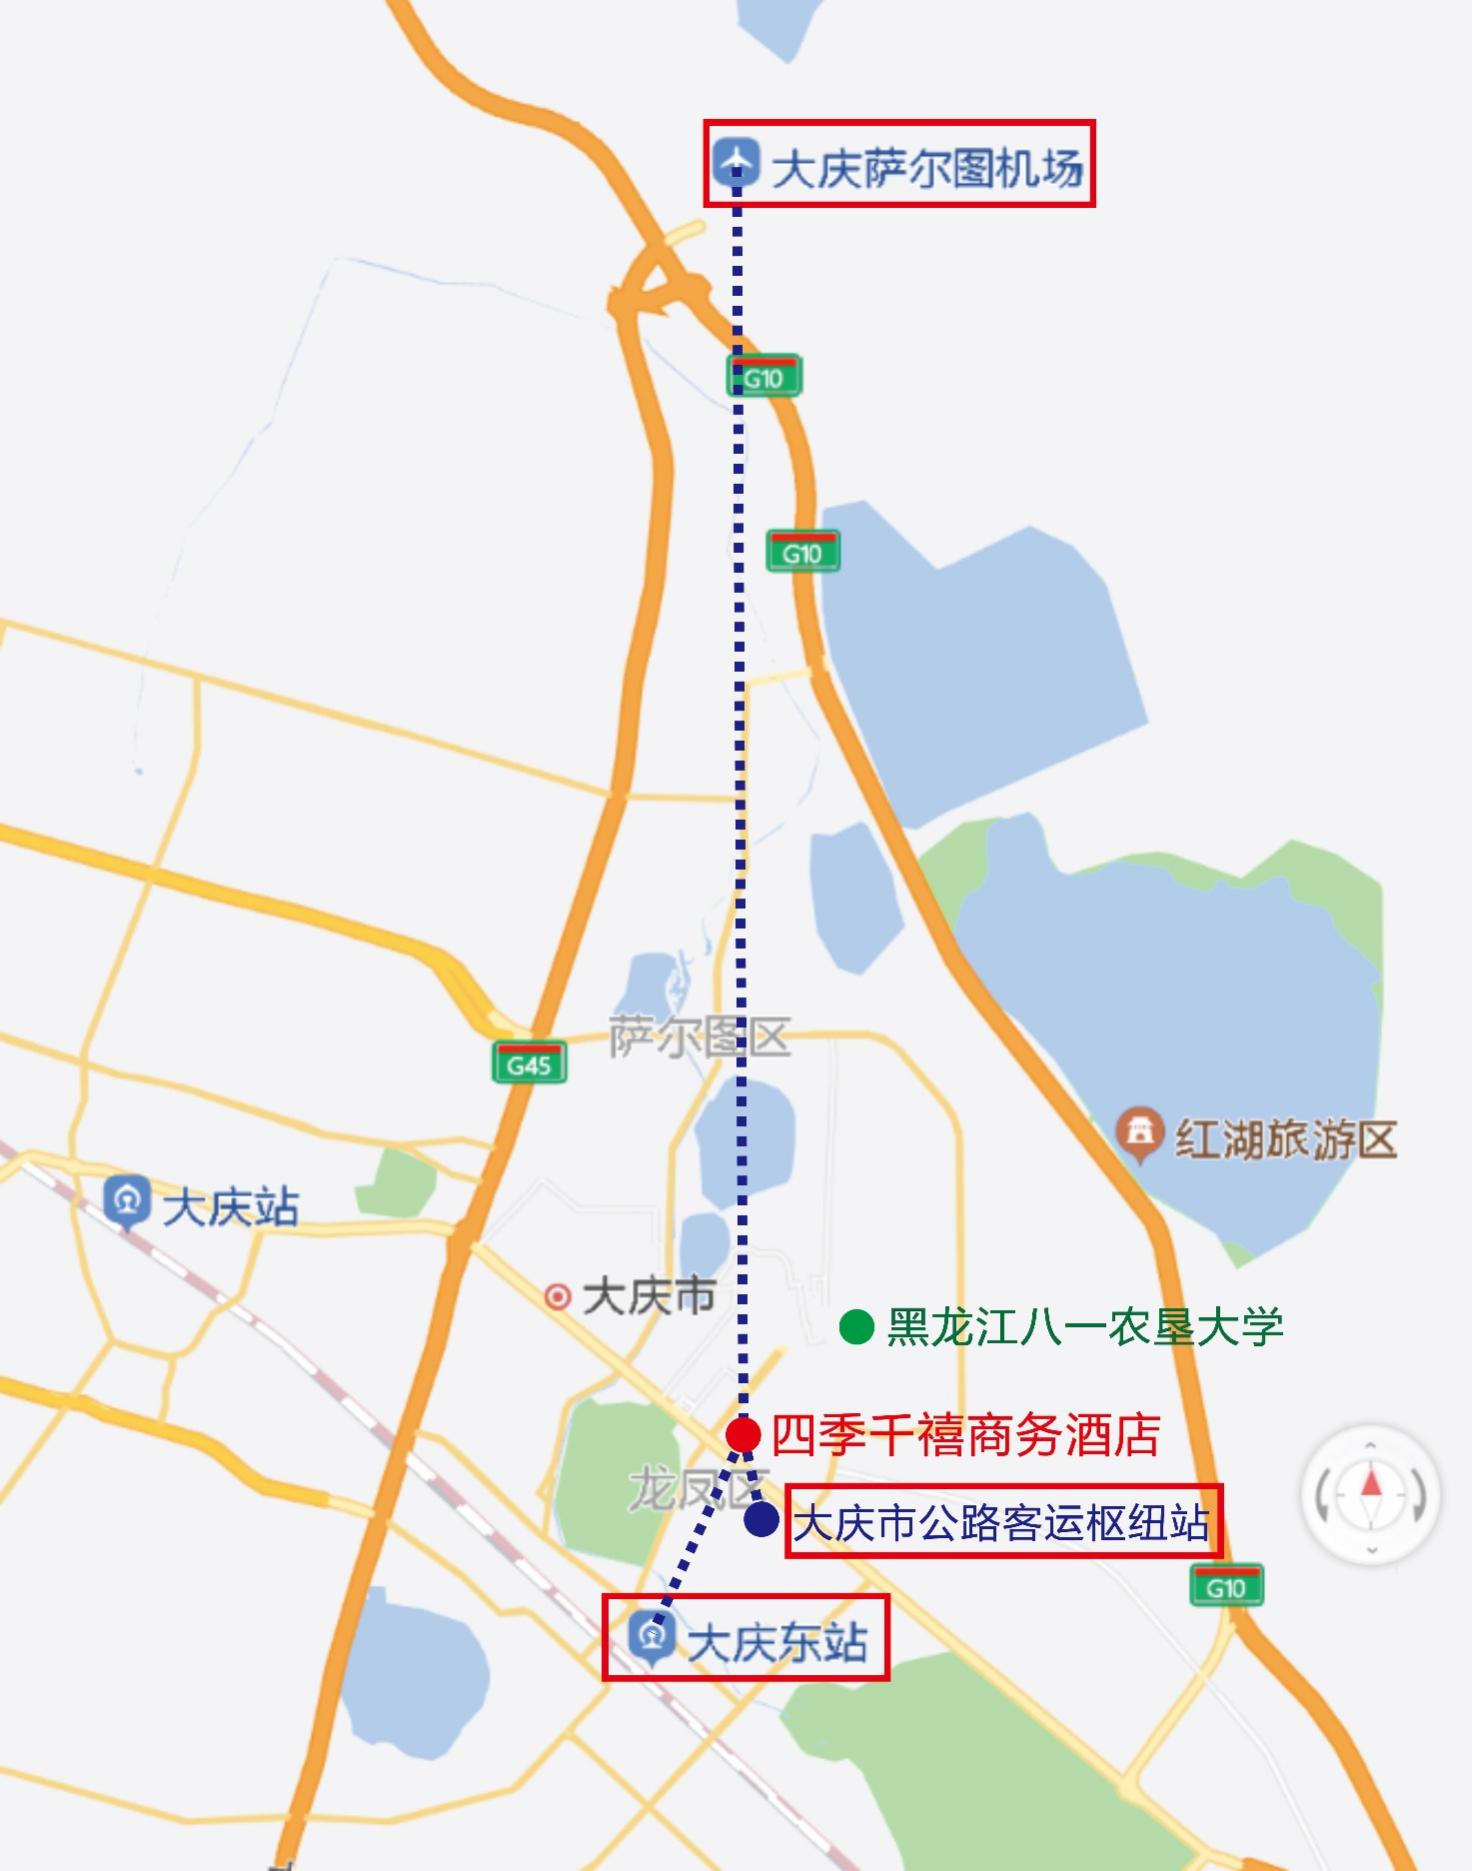 大庆萨尔图机场
G10
G10
萨尔图区
G45
红湖旅游区
大庆站
大庆市
黑龙江八一农垦大学
四季千禧商务酒店
龙凤区
大庆市公路客运枢纽站
G10
大庆东站